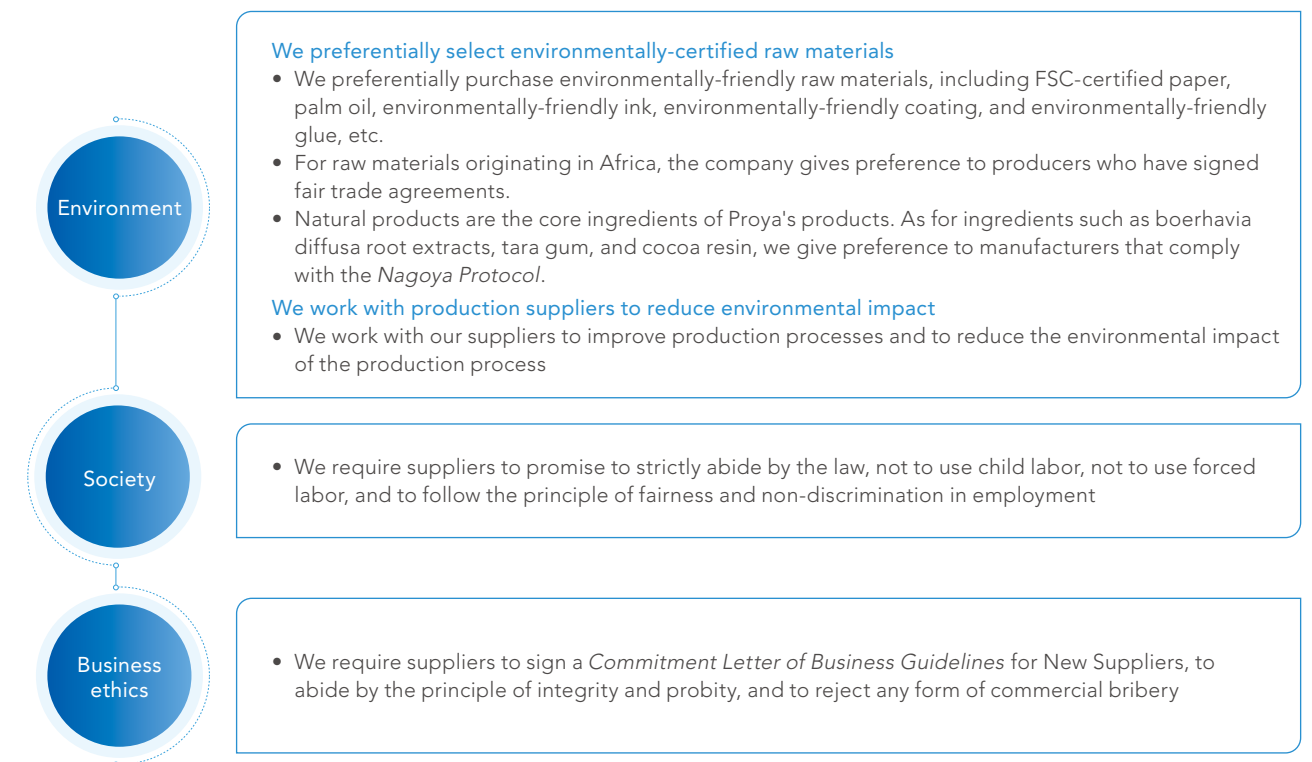 Environment
We preferentially select environmentally-certified raw materials
• We preferentially purchase environmentally-friendly raw materials, including FSC-certified paper,
palm oil, environmentally-friendly ink, environmentally-friendly coating, and environmentally-friendly
glue, etc.
• For raw materials originating in Africa, the company gives preference to producers who have signed
fair trade agreements.
• Natural products are the core ingredients of Proya's products. As for ingredients such as boerhavia
diffusa root extracts, tara gum, and cocoa resin, we give preference to manufacturers that comply
with the Nagoya Protocol.
We work with production suppliers to reduce environmental impact
• We work with our suppliers to improve production processes and to reduce the environmental impact
of the production process
Society
• We require suppliers to promise to strictly abide by the law, not to use child labor, not to use forced
labor, and to follow the principle of fairness and non-discrimination in employment
Business
ethics
• We require suppliers to sign a Commitment Letter of Business Guidelines for New Suppliers, to
abide by the principle of integrity and probity, and to reject any form of commercial bribery